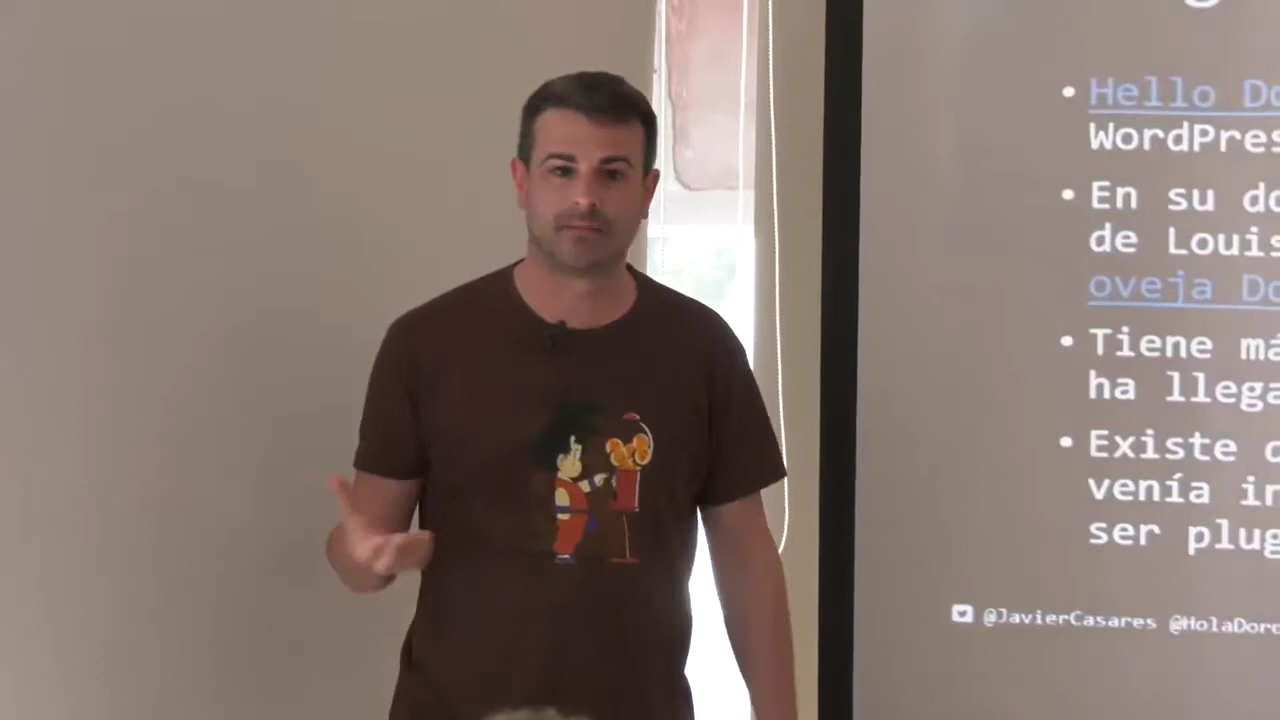 Hello Do
WordPres
En su do
de Louis
oveja Do
Tiene má
ha llega
Existe
venía in
ser plug
@JavierCasares @HolaDoro